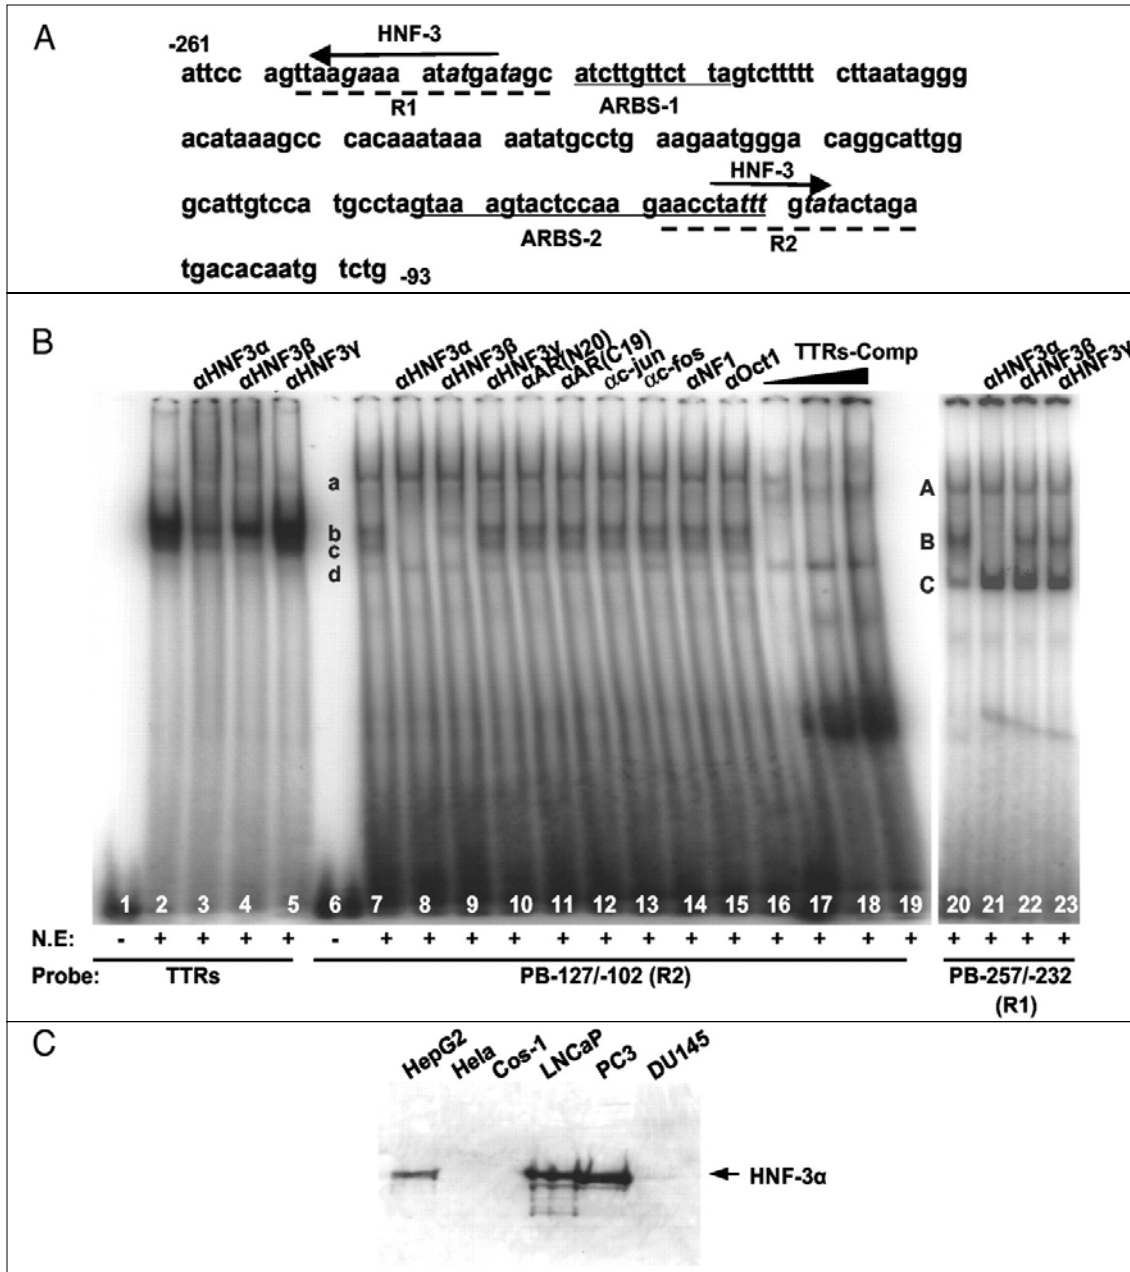 A
-261
HNF-3
attcc agttaagaaa atatgatagc atcttgttct tagtcttttt cttaataggg
R1
ARBS-1
acataaagcc cacaaataaa aatatgcctg aagaatggga caggcattgg
HNF-3
gcattgtcca tgcctagtaa agtactccaa gaacctattt gtatactaga
ARBS-2
R2
tgacacaatg tctg -93
B
αHNF3α αHNF3β αHNF3γ αHNF3α αHNF3β αHNF3γ αAR(N20) αAR(C19) αc-jun αc-fos αNF1 αOct1 TTRs-Comp αHNF3α αHNF3β αHNF3γ
a
b
c
d
A
B
C
1 2 3 4 5 6 7 8 9 10 11 12 13 14 15 16 17 18 19 20 21 22 23
N.E: - + + + + - + + + + + + + + + + + + + + + + +
Probe: TTRs PB-127/-102 (R2) PB-257/-232
(R1)
C
HepG2 Hela Cos-1 LNCaP PC3 DU145
HNF-3α